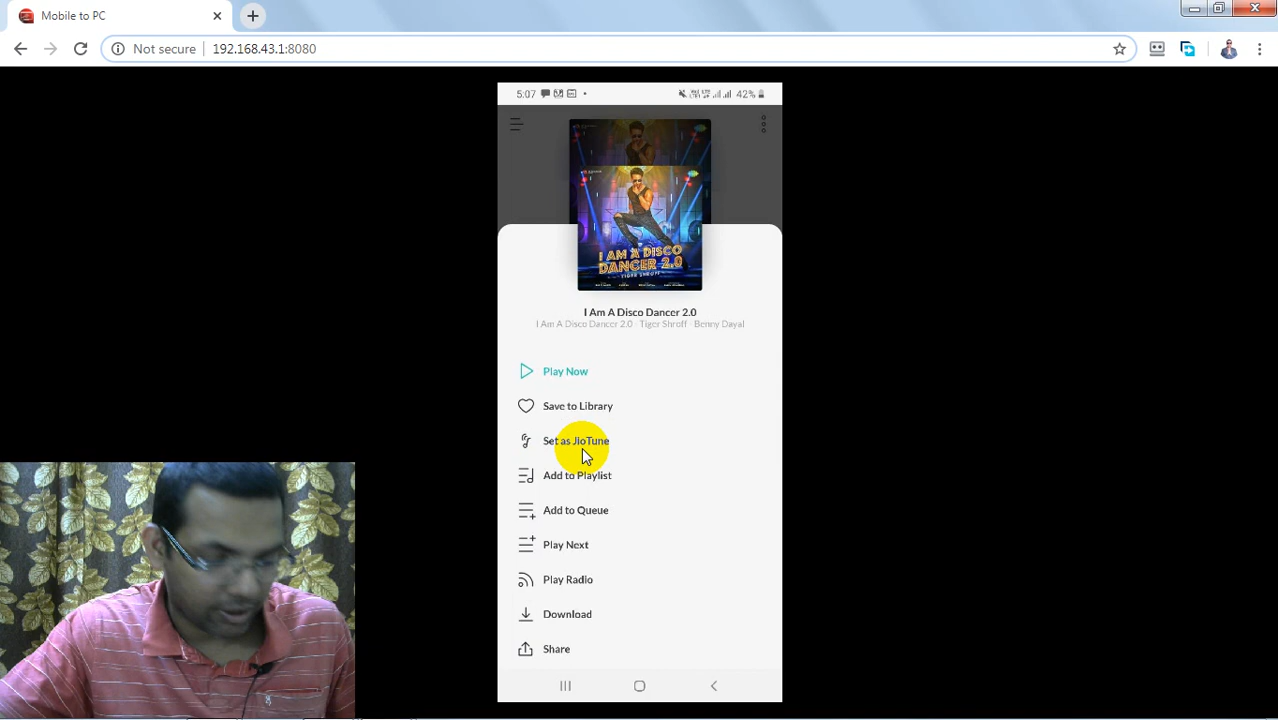 Mobile to PC
Not secure 192.168.43.1:8080
5:07 42%
I AM A DISCO
DANCER 2.0
TIGER SHROFF
I Am A Disco Dancer 2.0
I Am A Disco Dancer 2.0 - Tiger Shroff - Benny Dayal
Play Now
Save to Library
Set as JioTune
Add to Playlist
Add to Queue
Play Next
Play Radio
Download
Share